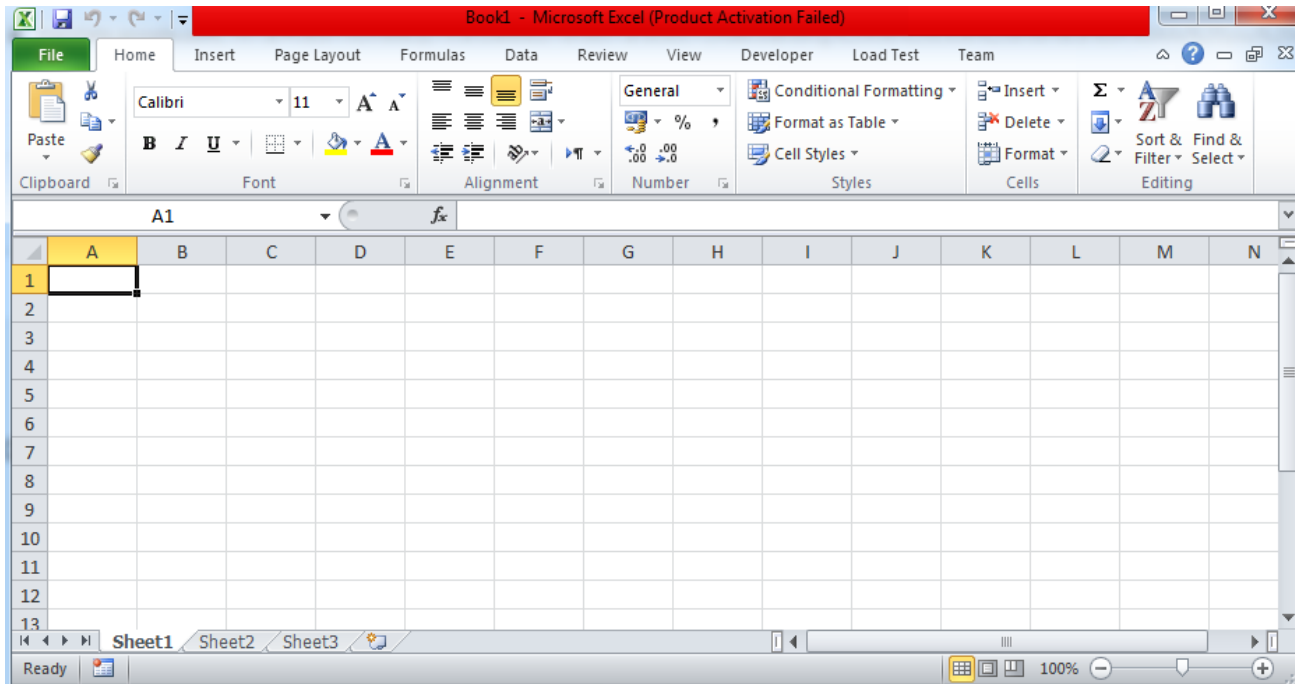 Book1 - Microsoft Excel (Product Activation Failed)
File Home Insert Page Layout Formulas Data Review View Developer Load Test Team
Calibri 11 A A General Conditional Formatting Insert Σ
Paste B I U A % , Format as Table Delete Sort & Filter Find & Select
.00 .0 Cell Styles Format
Clipboard Font Alignment Number Styles Cells Editing
A1 fx
A B C D E F G H I J K L M N
1
2
3
4
5
6
7
8
9
10
11
12
13
Sheet1 Sheet2 Sheet3
Ready 100%